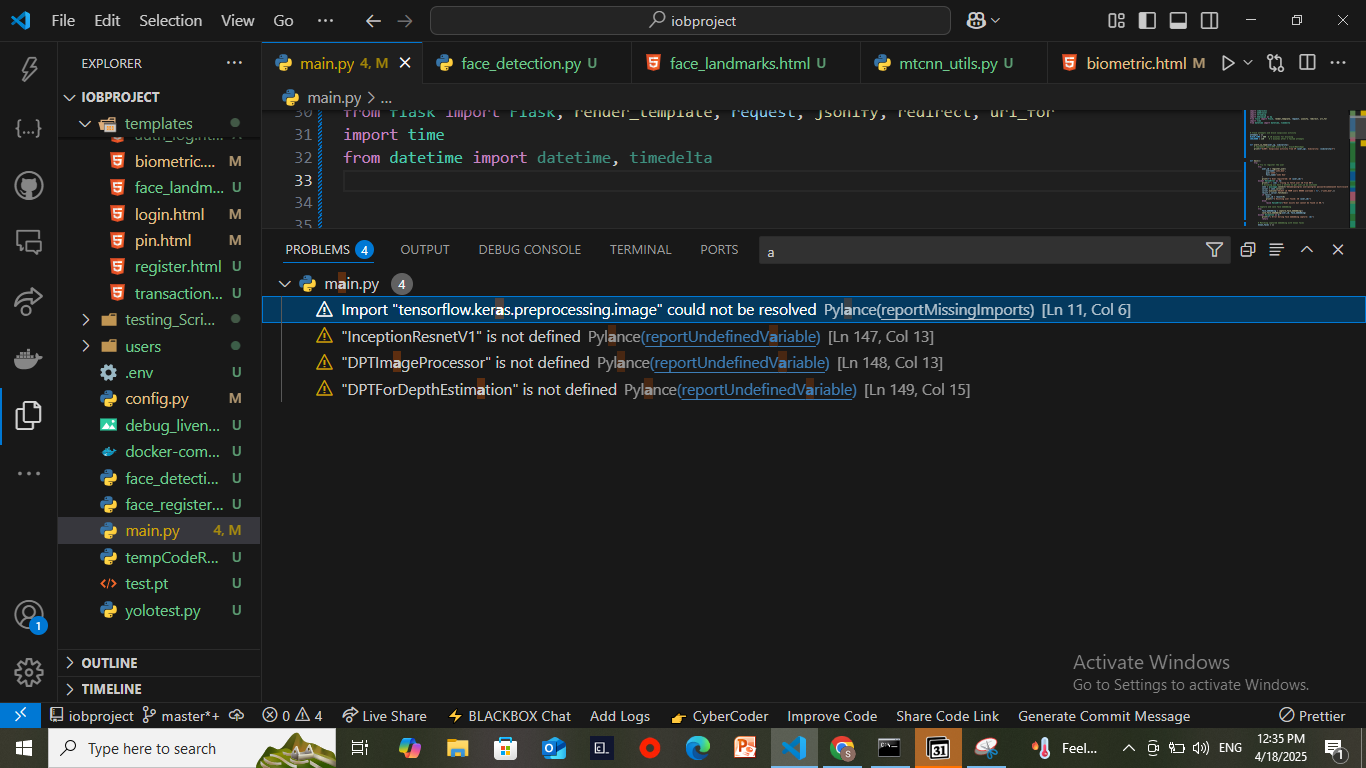 File Edit Selection View Go ··· iobproject
EXPLORER ···
main.py 4, M
face_detection.py U
face_landmarks.html U
mtcnn_utils.py U
biometric.html M
IOBPROJECT
templates
auth_log.ht...
biometric.... M
face_landm... U
login.html M
pin.html M
register.html U
transaction... U
testing_Scri...
users
.env U
config.py M
debug_liven... U
docker-com... U
face_detecti... U
face_register... U
main.py 4, M
tempCodeR... U
test.pt U
yolotest.py U
OUTLINE
TIMELINE
1
main.py > ...
30 from flask import Flask, render_template, request, jsonify, redirect, url_for
31 import time
32 from datetime import datetime, timedelta
33
34
35
PROBLEMS 4 OUTPUT DEBUG CONSOLE TERMINAL PORTS a
main.py 4
Import "tensorflow.keras.preprocessing.image" could not be resolved Pylance(reportMissingImports) [Ln 11, Col 6]
"InceptionResnetV1" is not defined Pylance(reportUndefinedVariable) [Ln 147, Col 13]
"DPTImageProcessor" is not defined Pylance(reportUndefinedVariable) [Ln 148, Col 13]
"DPTForDepthEstimation" is not defined Pylance(reportUndefinedVariable) [Ln 149, Col 15]
Activate Windows
Go to Settings to activate Windows.
iobproject master*+ 0 4 Live Share BLACKBOX Chat Add Logs CyberCoder Improve Code Share Code Link Generate Commit Message Prettier
Type here to search
31
Feel... ENG
12:35 PM
4/18/2025
1